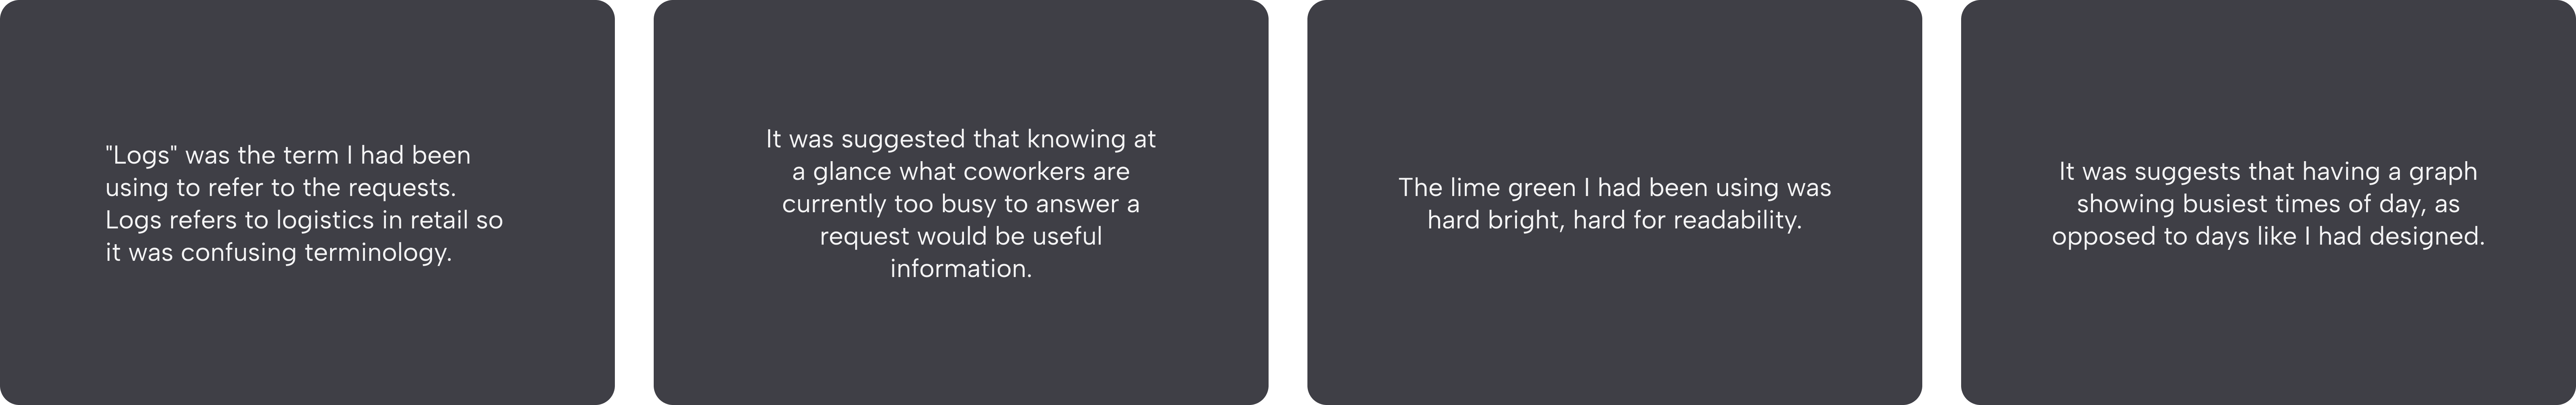 "Logs" was the term I had been
using to refer to the requests.
Logs refers to logistics in retail so
it was confusing terminology.
It was suggested that knowing at
a glance what coworkers are
currently too busy to answer a
request would be useful
information.
The lime green I had been using was
hard bright, hard for readability.
It was suggests that having a graph
showing busiest times of day, as
opposed to days like I had designed.